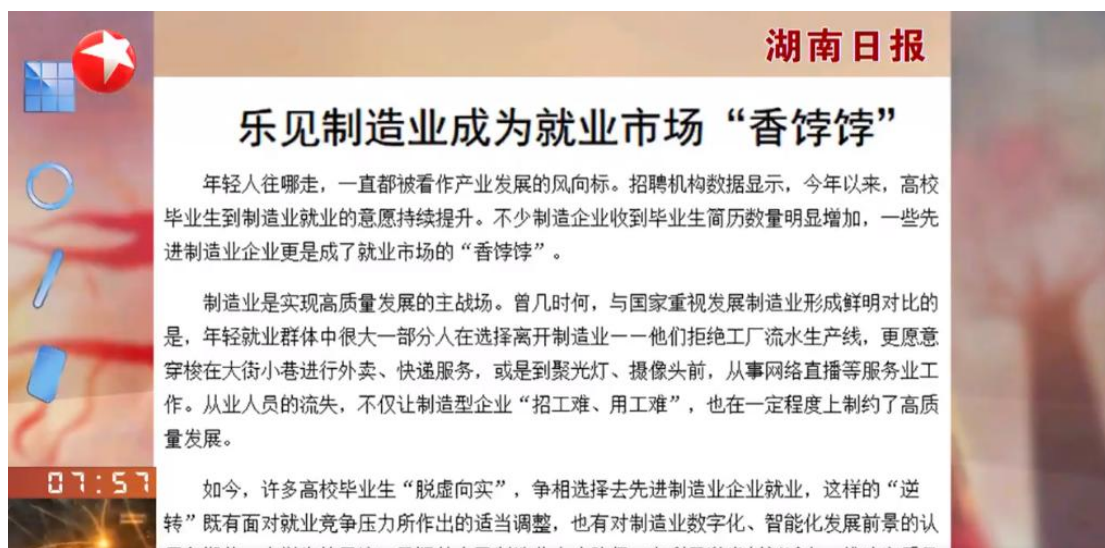 湖南日报
乐见制造业成为就业市场“香饽饽”
年轻人往哪走，一直都被看作产业发展的风向标。招聘机构数据显示，今年以来，高校
毕业生到制造业就业的意愿持续提升。不少制造企业收到毕业生简历数量明显增加，一些先
进制造业企业更是成了就业市场的“香饽饽”。
制造业是实现高质量发展的主战场。曾几时何，与国家重视发展制造业形成鲜明对比的
是，年轻就业群体中很大一部分人在选择离开制造业——他们拒绝工厂流水生产线，更愿意
穿梭在大街小巷进行外卖、快递服务，或是到聚光灯、摄像头前，从事网络直播等服务业工
作。从业人员的流失，不仅让制造型企业“招工难、用工难”，也在一定程度上制约了高质
量发展。
07:57
如今，许多高校毕业生“脱虚向实”，争相选择去先进制造业企业就业，这样的“逆
转”既有面对就业竞争压力所作出的适当调整，也有对制造业数字化、智能化发展前景的认